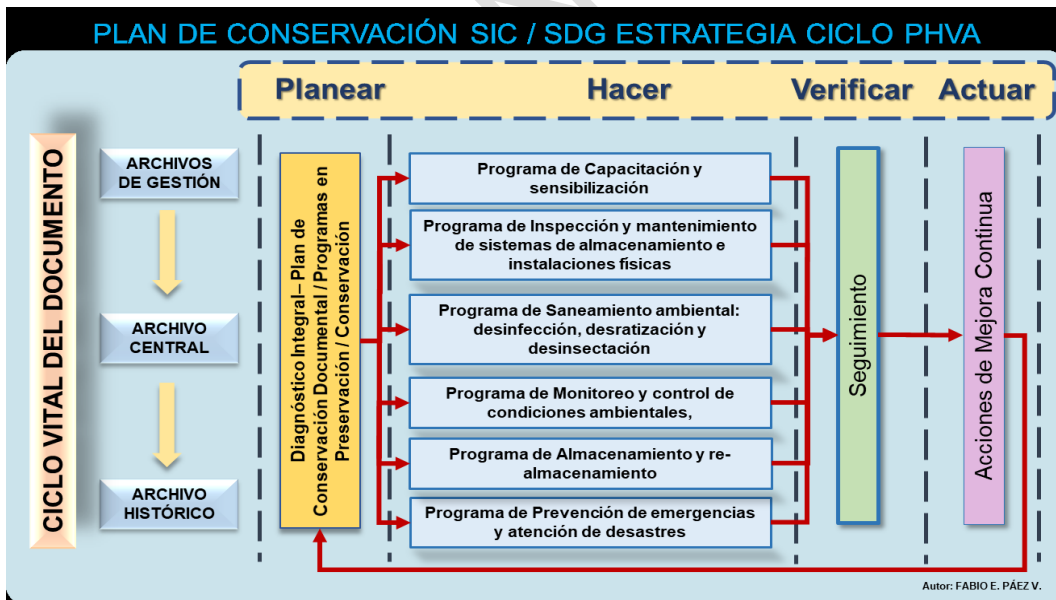 PLAN DE CONSERVACIÓN SIC / SDG ESTRATEGIA CICLO PHVA
Planear
Hacer
Verificar
Actuar
CICLO VITAL DEL DOCUMENTO
ARCHIVOS
DE GESTIÓN
ARCHIVO
CENTRAL
ARCHIVO
HISTÓRICO
Diagnóstico Integral– Plan de
Conservación Documental / Programas en
Preservación / Conservación
Programa de Capacitación y
sensibilización
Programa de Inspección y mantenimiento
de sistemas de almacenamiento e
instalaciones físicas
Programa de Saneamiento ambiental:
desinfección, desratización y
desinsectación
Programa de Monitoreo y control de
condiciones ambientales,
Programa de Almacenamiento y re-
almacenamiento
Programa de Prevención de emergencias
y atención de desastres
Seguimiento
Acciones de Mejora Continua
Autor: FABIO E. PÁEZ V.